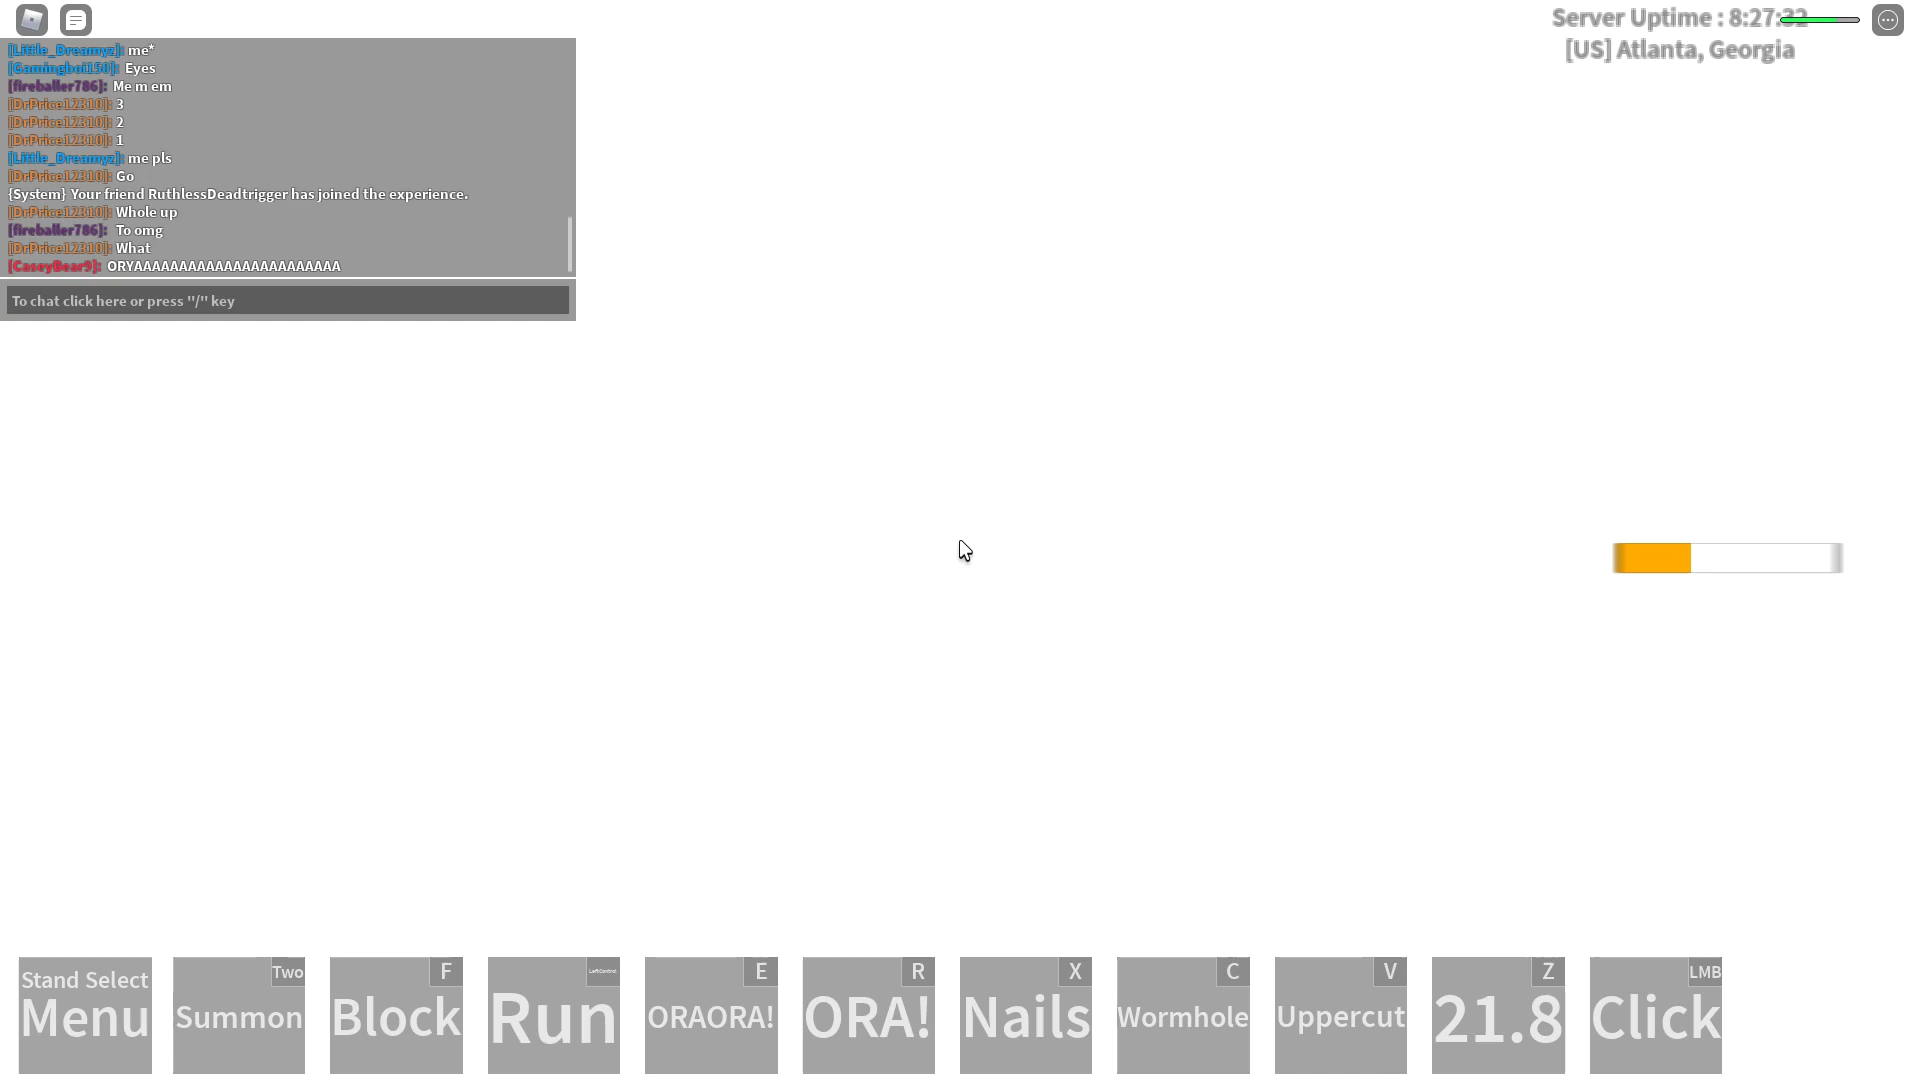 Server Uptime : 8:27:32
[US] Atlanta, Georgia
[Little_Dreamyz]: me*
[Gamingboi150]: Eyes
[fireballer786]: Me m em
[DrPrice12310]: 3
[DrPrice12310]: 2
[DrPrice12310]: 1
[Little_Dreamyz]: me pls
[DrPrice12310]: Go
{System} Your friend RuthlessDeadtrigger has joined the experience.
[DrPrice12310]: Whole up
[fireballer786]: To omg
[DrPrice12310]: What
[CaseyBear9]: ORYAAAAAAAAAAAAAAAAAAAAAAA
To chat click here or press "/" key
Stand Select
Menu
Two
Summon
F
Block
LeftControl
Run
E
ORAORA!
R
ORA!
X
Nails
C
Wormhole
V
Uppercut
Z
21.8
LMB
Click